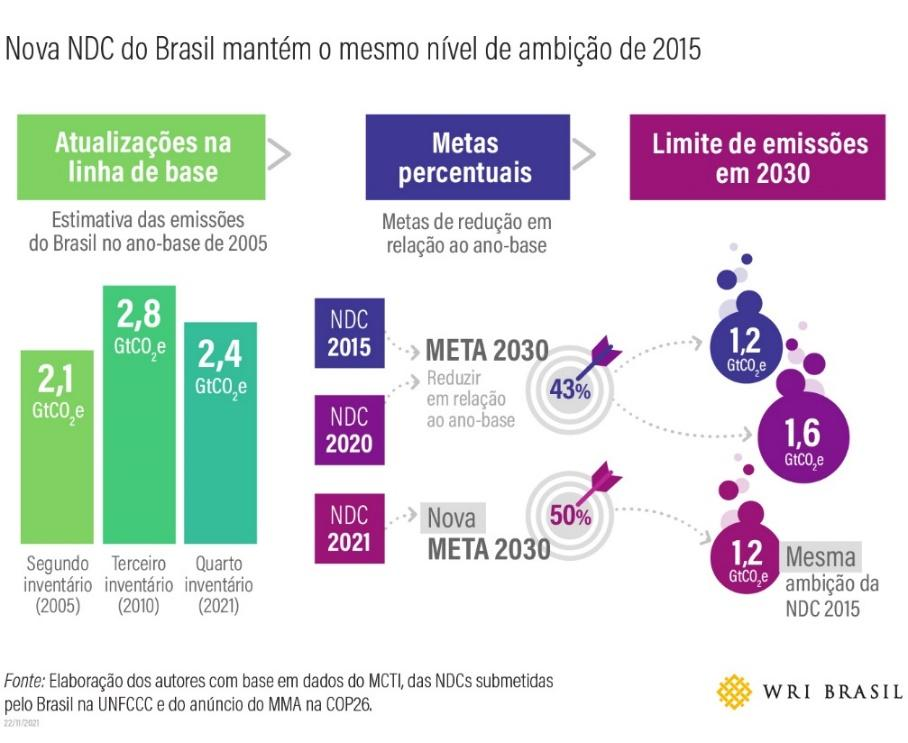 Nova NDC do Brasil mantém o mesmo nível de ambição de 2015
Atualizações na
linha de base
Estimativa das emissões
do Brasil no ano-base de 2005
2,1
GtCO₂e
2,8
GtCO₂e
2,4
GtCO₂e
Segundo
inventário
(2005)
Terceiro
inventário
(2010)
Quarto
inventário
(2021)
Metas
percentuais
Metas de redução em
relação ao ano-base
NDC
2015
NDC
2020
META 2030
Reduzir
em relação
ao ano-base
43%
NDC
2021
Nova
META 2030
50%
Limite de emissões
em 2030
1,2
GtCO₂e
1,6
GtCO₂e
1,2
GtCO₂e
Mesma
ambição da
NDC 2015
Fonte: Elaboração dos autores com base em dados do MCTI, das NDCs submetidas
pelo Brasil na UNFCCC e do anúncio do MMA na COP26.
22/11/2021
WRI BRASIL